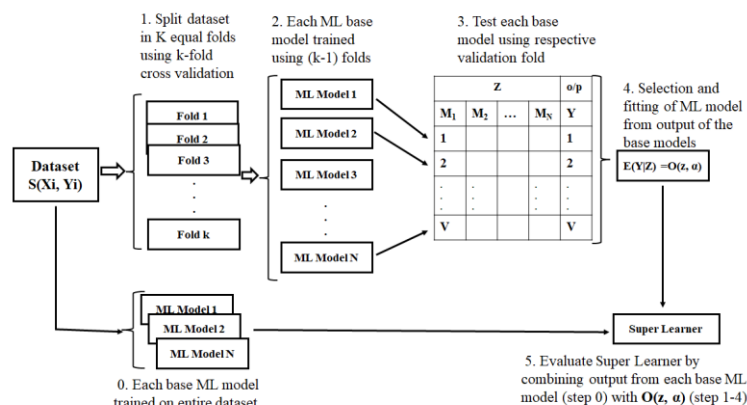 1. Split dataset
in K equal folds
using k-fold
cross validation
2. Each ML base
model trained
using (k-1) folds
3. Test each base
model using respective
validation fold
4. Selection and
fitting of ML model
from output of the
base models
Dataset
S(Xi, Yi)
Fold 1
Fold 2
Fold 3
.
.
.
Fold k
ML Model 1
ML Model 2
ML Model 3
.
.
.
ML Model N
Z o/p
M1 M2 … MN Y
1 1
2 2
. . . .
. . . .
. . . .
V V
E(Y|Z) =O(z, α)
ML Model 1
ML Model 2
ML Model N
Super Learner
0. Each base ML model
trained on entire dataset
5. Evaluate Super Learner by
combining output from each base ML
model (step 0) with O(z, α) (step 1-4)